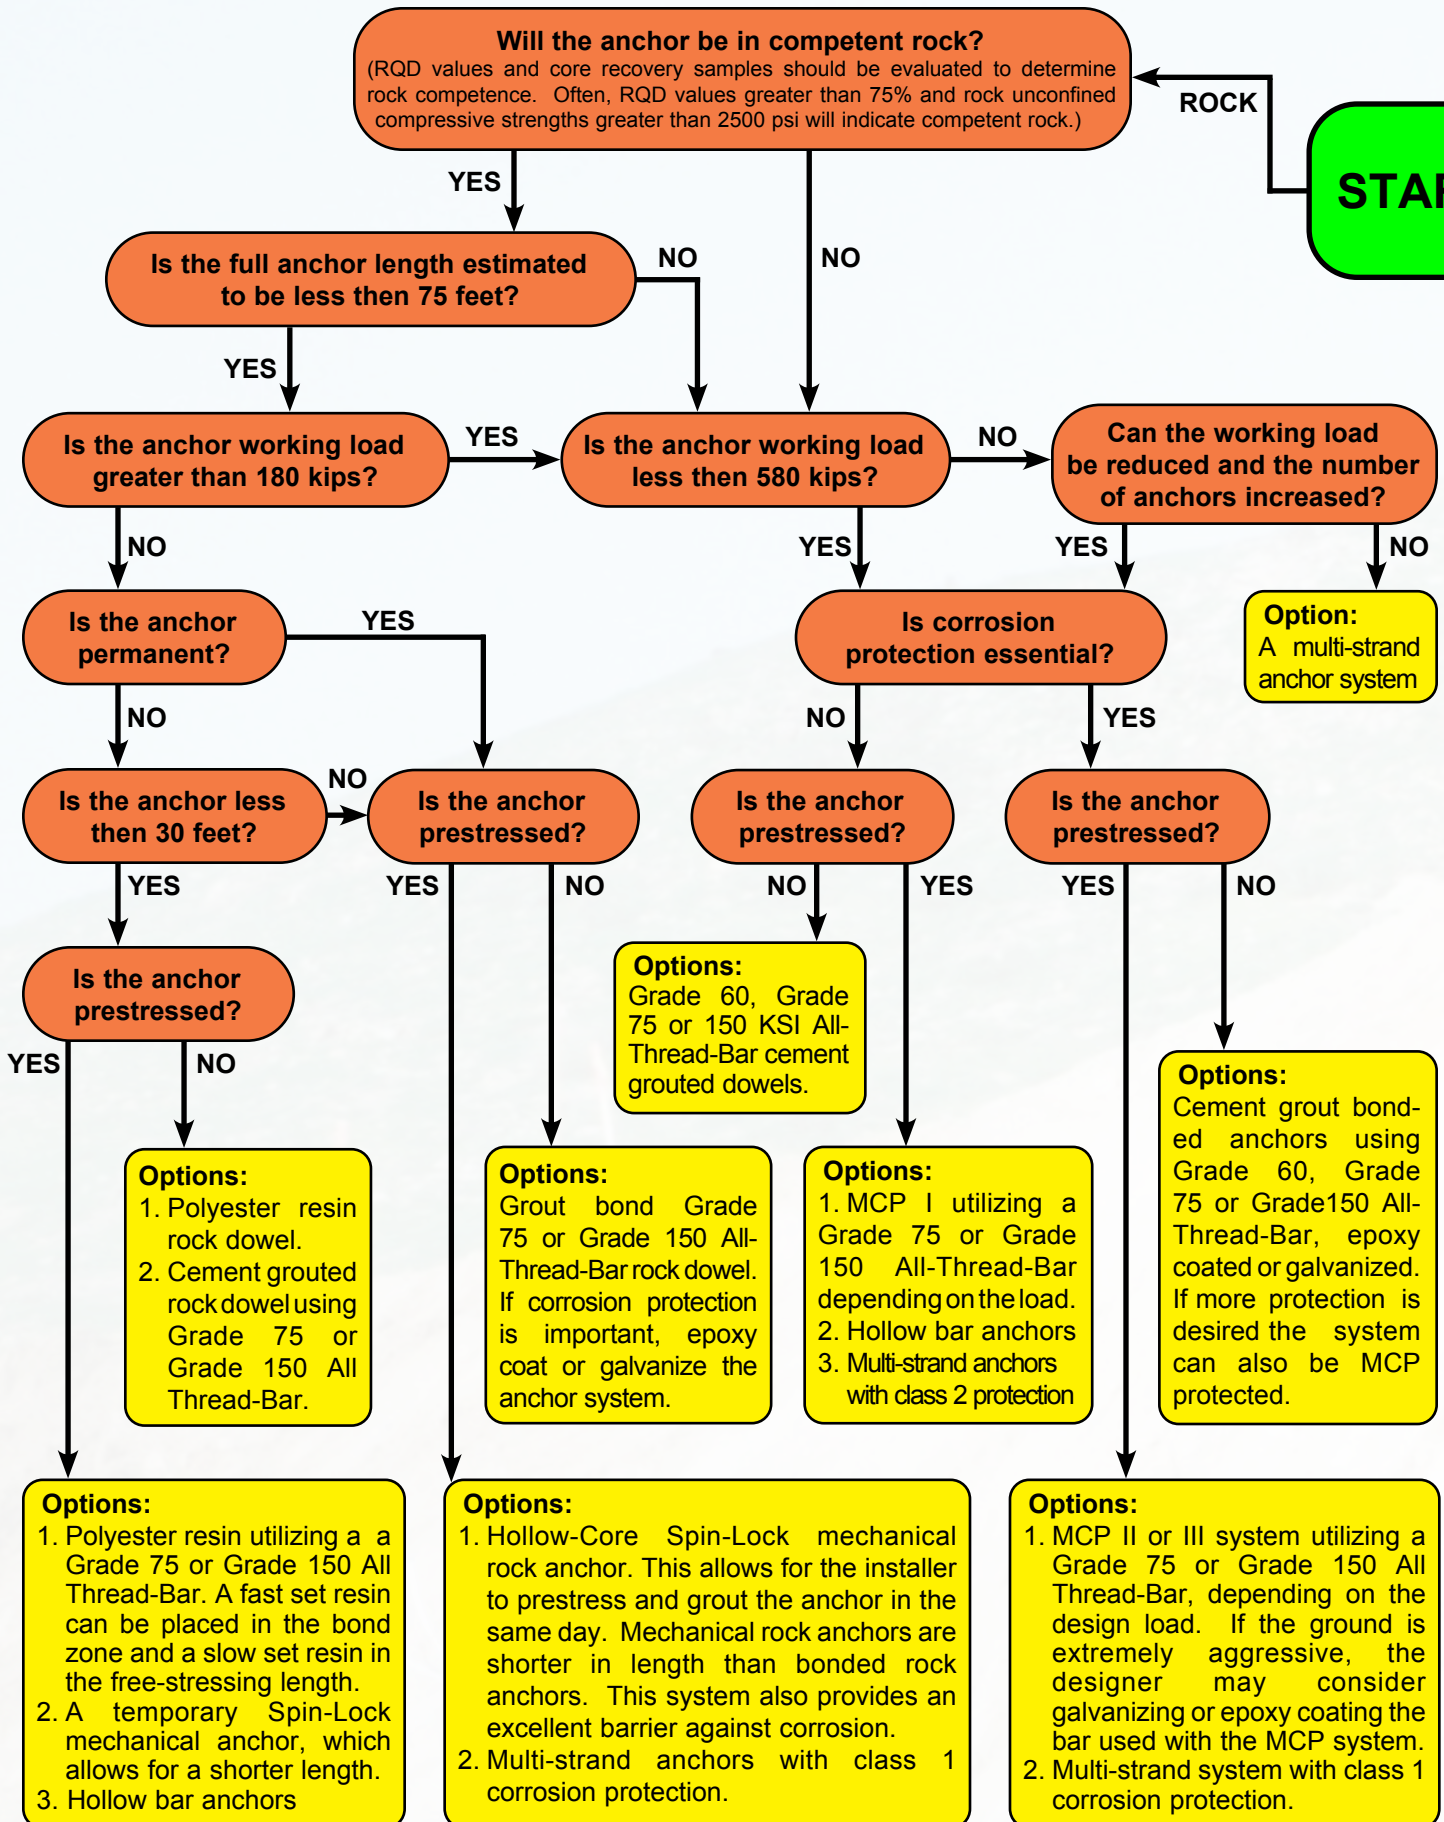 Will the anchor be in competent rock?
(RQD values and core recovery samples should be evaluated to determine
rock competence. Often, RQD values greater than 75% and rock unconfined
compressive strengths greater than 2500 psi will indicate competent rock.)
ROCK
STAR
YES
NO
NO
Is the full anchor length estimated
to be less then 75 feet?
YES
Is the anchor working load
greater than 180 kips?
YES
Is the anchor working load
less then 580 kips?
NO
Can the working load
be reduced and the number
of anchors increased?
NO
YES
YES
NO
Is the anchor
permanent?
YES
Is corrosion
protection essential?
Option:
A multi-strand
anchor system
NO
NO
YES
Is the anchor less
then 30 feet?
NO
Is the anchor
prestressed?
Is the anchor
prestressed?
Is the anchor
prestressed?
YES
YES
NO
NO
YES
YES
NO
Is the anchor
prestressed?
YES
NO
Options:
Grade 60, Grade
75 or 150 KSI All-
Thread-Bar cement
grouted dowels.
Options:
1. Polyester resin
rock dowel.
2. Cement grouted
rock dowel using
Grade 75 or
Grade 150 All
Thread-Bar.
Options:
Grout bond Grade
75 or Grade 150 All-
Thread-Bar rock dowel.
If corrosion protection
is important, epoxy
coat or galvanize the
anchor system.
Options:
1. MCP I utilizing a
Grade 75 or Grade
150 All-Thread-Bar
depending on the load.
2. Hollow bar anchors
3. Multi-strand anchors
with class 2 protection
Options:
Cement grout bond-
ed anchors using
Grade 60, Grade
75 or Grade150 All-
Thread-Bar, epoxy
coated or galvanized.
If more protection is
desired the system
can also be MCP
protected.
Options:
1. Polyester resin utilizing a a
Grade 75 or Grade 150 All
Thread-Bar. A fast set resin
can be placed in the bond
zone and a slow set resin in
the free-stressing length.
2. A temporary Spin-Lock
mechanical anchor, which
allows for a shorter length.
3. Hollow bar anchors
Options:
1. Hollow-Core Spin-Lock mechanical
rock anchor. This allows for the installer
to prestress and grout the anchor in the
same day. Mechanical rock anchors are
shorter in length than bonded rock
anchors. This system also provides an
excellent barrier against corrosion.
2. Multi-strand anchors with class 1
corrosion protection.
Options:
1. MCP II or III system utilizing a
Grade 75 or Grade 150 All
Thread-Bar, depending on the
design load. If the ground is
extremely aggressive, the
designer may consider
galvanizing or epoxy coating the
bar used with the MCP system.
2. Multi-strand system with class 1
corrosion protection.